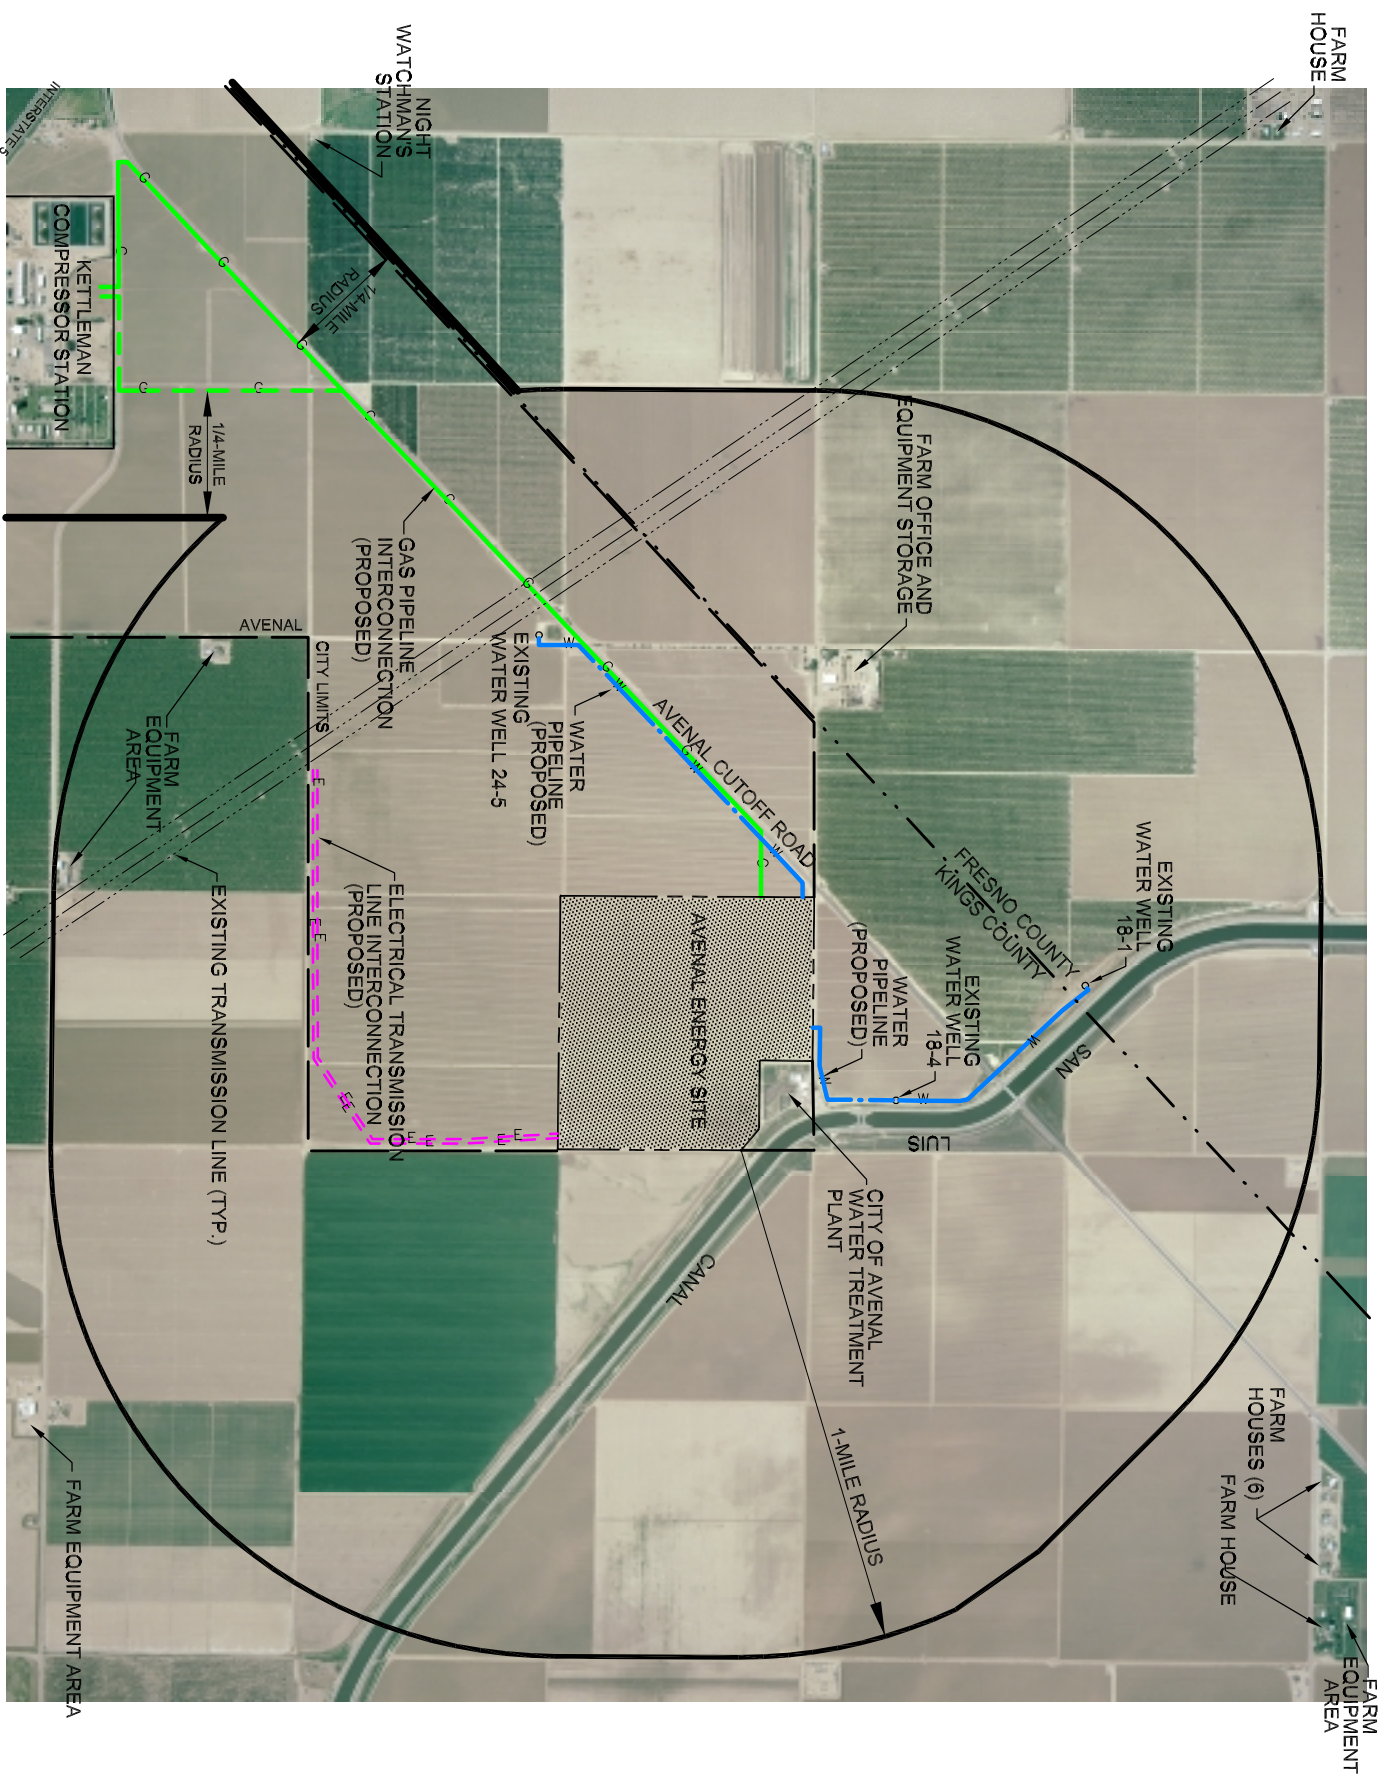 FARM
HOUSE
NIGHT
WATCHMAN'S
STATION
INTERSTATE 5
KETTLEMAN
COMPRESSOR STATION
1/4-MILE
RADIUS
1/4-MILE
RADIUS
FARM OFFICE AND
EQUIPMENT STORAGE
GAS PIPELINE
INTERCONNECTION
(PROPOSED)
AVENAL
CITY LIMITS
EXISTING
WATER WELL 24-5
WATER
PIPELINE
(PROPOSED)
AVENAL CUTOFF ROAD
FARM
EQUIPMENT
AREA
EXISTING TRANSMISSION LINE (TYP.)
ELECTRICAL TRANSMISSION
LINE INTERCONNECTION
(PROPOSED)
AVENAL ENERGY SITE
FRESNO COUNTY
KINGS COUNTY
EXISTING
WATER WELL
18-1
EXISTING
WATER WELL
18-4
WATER
PIPELINE
(PROPOSED)
SAN
LUIS
CANAL
CITY OF AVENAL
WATER TREATMENT
PLANT
1-MILE RADIUS
FARM
HOUSES (6)
FARM HOUSE
FARM
EQUIPMENT
AREA
FARM EQUIPMENT AREA
G
G
G
G
G
G
G
G
G
G
G
G
W
W
W
W
W
W
W
E
E
E
E
E
E
E
E
E